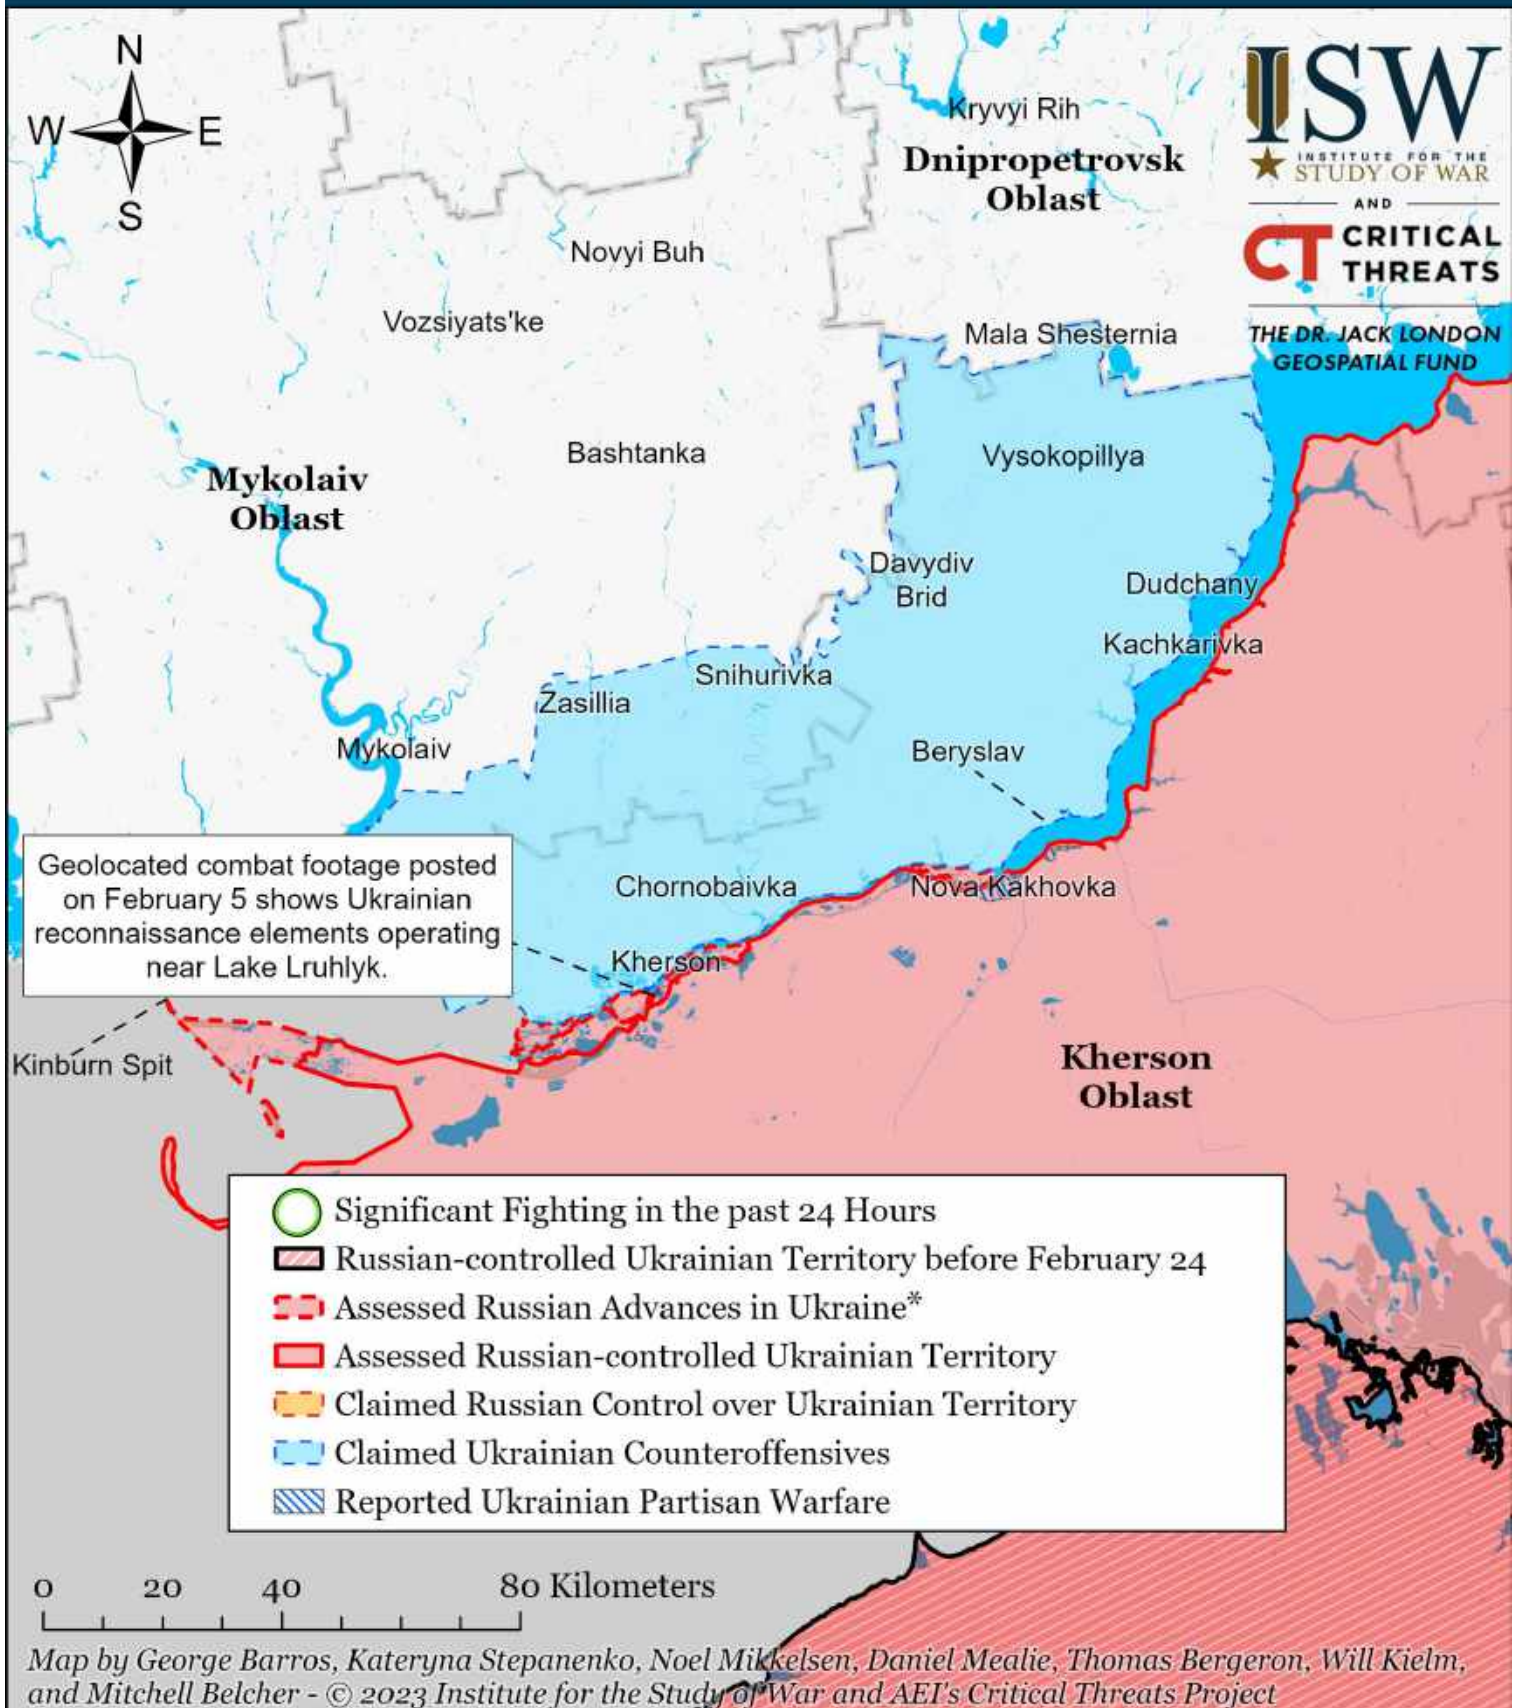 N
W
E
S
ISW
INSTITUTE FOR THE
STUDY OF WAR
AND
CT CRITICAL
THREATS
THE DR. JACK LONDON
GEOSPATIAL FUND
Kryvyi Rih
Dnipropetrovsk
Oblast
Novyi Buh
Vozsiyats'ke
Mala Shesternia
Bashtanka
Vysokopillya
Mykolaiv
Oblast
Davydiv
Brid
Dudchany
Kachkarivka
Snihurivka
Zasillia
Mykolaiv
Beryslav
Geolocated combat footage posted
on February 5 shows Ukrainian
reconnaissance elements operating
near Lake Lruhlyk.
Chornobaivka
Nova Kakhovka
Kherson
Kinburn Spit
Kherson
Oblast
Significant Fighting in the past 24 Hours
Russian-controlled Ukrainian Territory before February 24
Assessed Russian Advances in Ukraine*
Assessed Russian-controlled Ukrainian Territory
Claimed Russian Control over Ukrainian Territory
Claimed Ukrainian Counteroffensives
Reported Ukrainian Partisan Warfare
0 20 40 80 Kilometers
Map by George Barros, Kateryna Stepanenko, Noel Mikkelsen, Daniel Mealie, Thomas Bergeron, Will Kielm,
and Mitchell Belcher - © 2023 Institute for the Study of War and AEI's Critical Threats Project